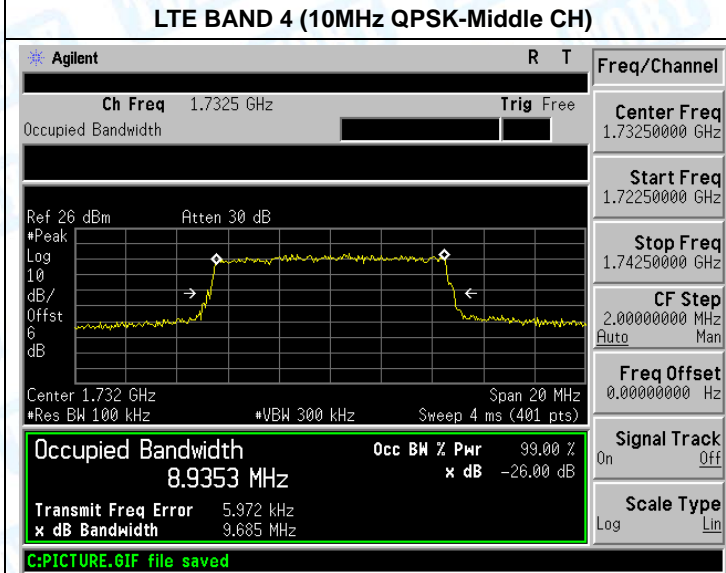 LTE BAND 4 (10MHz QPSK-Middle CH)
Agilent R T
Ch Freq 1.7325 GHz Trig Free
Occupied Bandwidth
Ref 26 dBm Atten 30 dB
#Peak
Log
10
dB/
Offst
6
dB
Center 1.732 GHz Span 20 MHz
#Res BW 100 kHz #VBW 300 kHz Sweep 4 ms (401 pts)
Occupied Bandwidth
8.9353 MHz
Occ BW % Pwr 99.00 %
x dB -26.00 dB
Transmit Freq Error 5.972 kHz
x dB Bandwidth 9.685 MHz
C:PICTURE.GIF file saved
Freq/Channel
Center Freq
1.73250000 GHz
Start Freq
1.72250000 GHz
Stop Freq
1.74250000 GHz
CF Step
2.00000000 MHz
Auto Man
Freq Offset
0.00000000 Hz
Signal Track
On Off
Scale Type
Log Lin